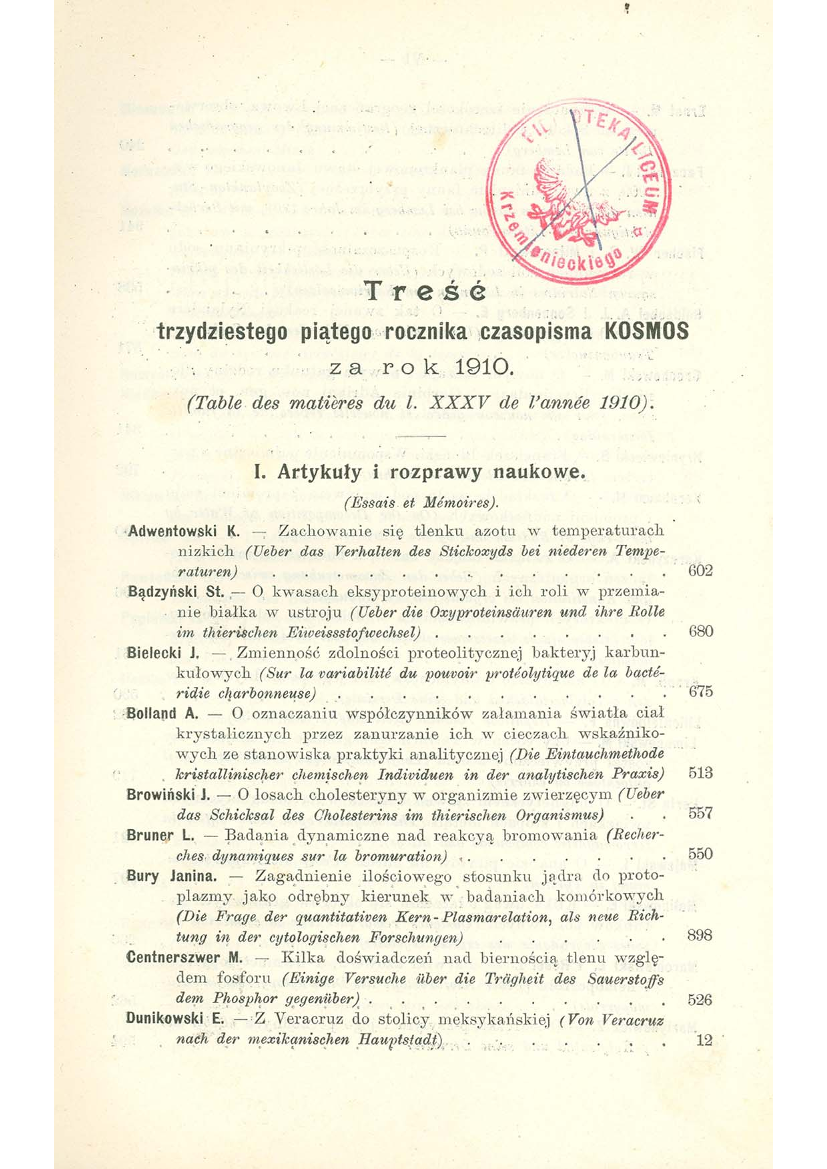 BIBLJOTEKA LICEUM
Krzemienieckiego
Treść
trzydziestego piątego rocznika czasopisma KOSMOS
za rok 1910.
(Table des matières du l. XXXV de l'année 1910).
I. Artykuły i rozprawy naukowe.
(Essais et Mémoires).
Adwentowski K. — Zachowanie się tlenku azotu w temperaturach
nizkich (Ueber das Verhalten des Stickoxyds bei niederen Tempe-
raturen) . . . . . . . . . . . . . . 602
Bądzyński St. — O kwasach eksyproteinowych i ich roli w przemia-
nie białka w ustroju (Ueber die Oxyproteinsäuren und ihre Rolle
im thierischen Eiweissstofwechsel) . . . . . . . . 680
Bielecki J. — Zmienność zdolności proteolitycznej bakteryj karbun-
kułowych (Sur la variabilité du pouvoir protéolytique de la bacté-
ridie charbonneuse) . . . . . . . . . . . 675
Bolland A. — O oznaczaniu współczynników załamania światła ciał
krystalicznych przez zanurzanie ich w cieczach wskaźniko-
wych ze stanowiska praktyki analitycznej (Die Eintauchmethode
kristallinischer chemischen Individuen in der analytischen Praxis) 513
Browiński J. — O losach cholesteryny w organizmie zwierzęcym (Ueber
das Schicksal des Cholesterins im thierischen Organismus) . . 557
Bruner L. — Badania dynamiczne nad reakcyą bromowania (Recher-
ches dynamiques sur la bromuration) . . . . . . . 550
Bury Janina. — Zagadnienie ilościowego stosunku jądra do proto-
plazmy jako odrębny kierunek w badaniach komórkowych
(Die Frage der quantitativen Kern-Plasmarelation, als neue Rich-
tung in der cytologischen Forschungen) . . . . . . 898
Centnerszwer M. — Kilka doświadczeń nad biernością tlenu wzglę-
dem fosforu (Einige Versuche über die Trägheit des Sauerstoffs
dem Phosphor gegenüber) . . . . . . . . . . 526
Dunikowski E. — Z Veracruz do stolicy meksykańskiej (Von Veracruz
nach der mexikanischen Hauptstadt) . . . . . . . 12